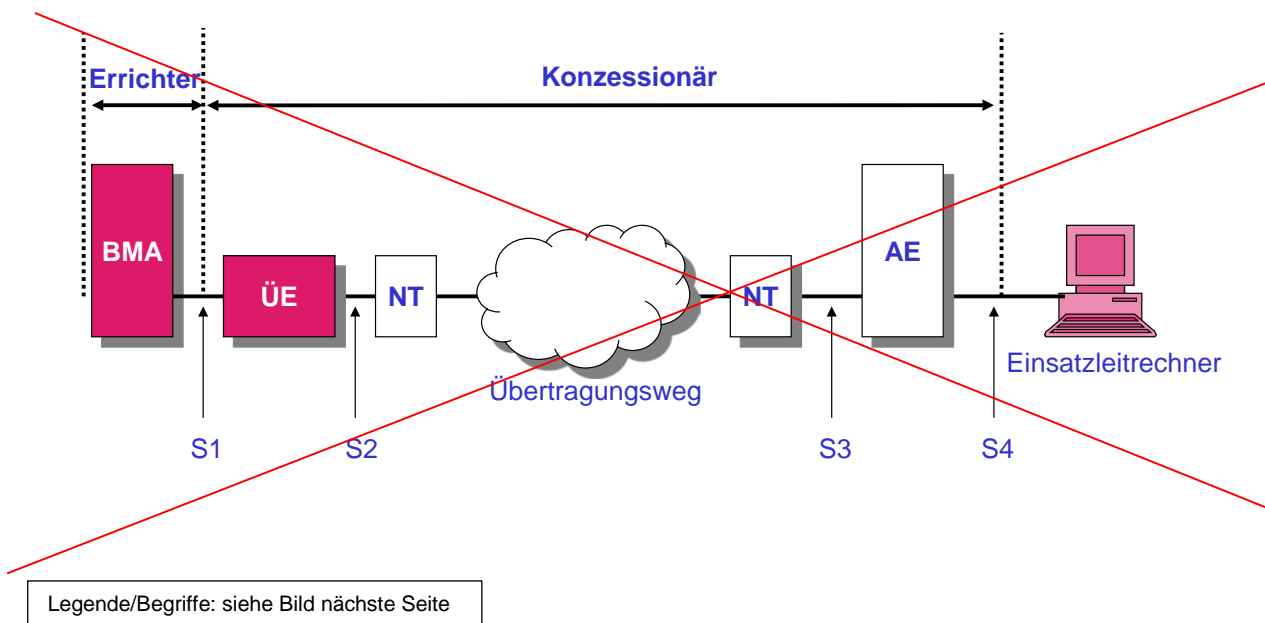 Errichter
Konzessionär
BMA
ÜE
NT
NT
AE
Übertragungsweg
Einsatzleitrechner
S1
S2
S3
S4
Legende/Begriffe: siehe Bild nächste Seite